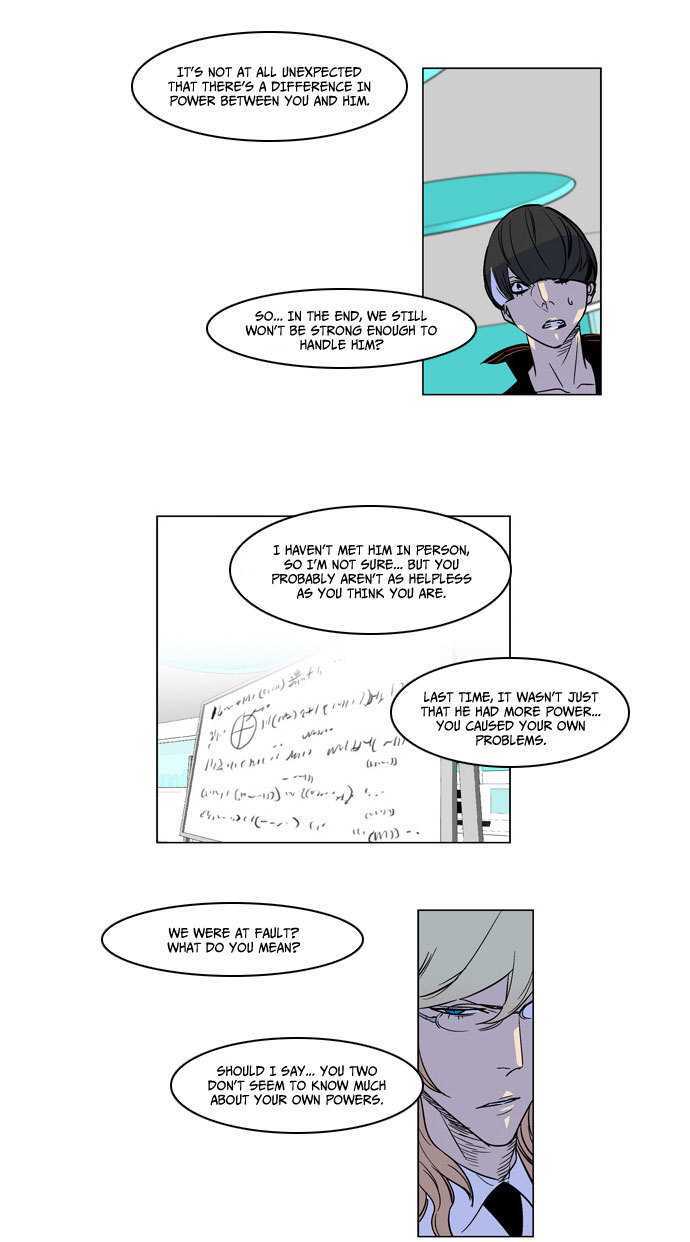 IT'S NOT AT ALL UNEXPECTED
THAT THERE'S A DIFFERENCE IN
POWER BETWEEN YOU AND HIM.
SO... IN THE END, WE STILL
WON'T BE STRONG ENOUGH TO
HANDLE HIM?
I HAVEN'T MET HIM IN PERSON,
SO I'M NOT SURE... BUT YOU
PROBABLY AREN'T AS HELPLESS
AS YOU THINK YOU ARE.
LAST TIME, IT WASN'T JUST
THAT HE HAD MORE POWER...
YOU CAUSED YOUR OWN
PROBLEMS.
WE WERE AT FAULT?
WHAT DO YOU MEAN?
SHOULD I SAY... YOU TWO
DON'T SEEM TO KNOW MUCH
ABOUT YOUR OWN POWERS.